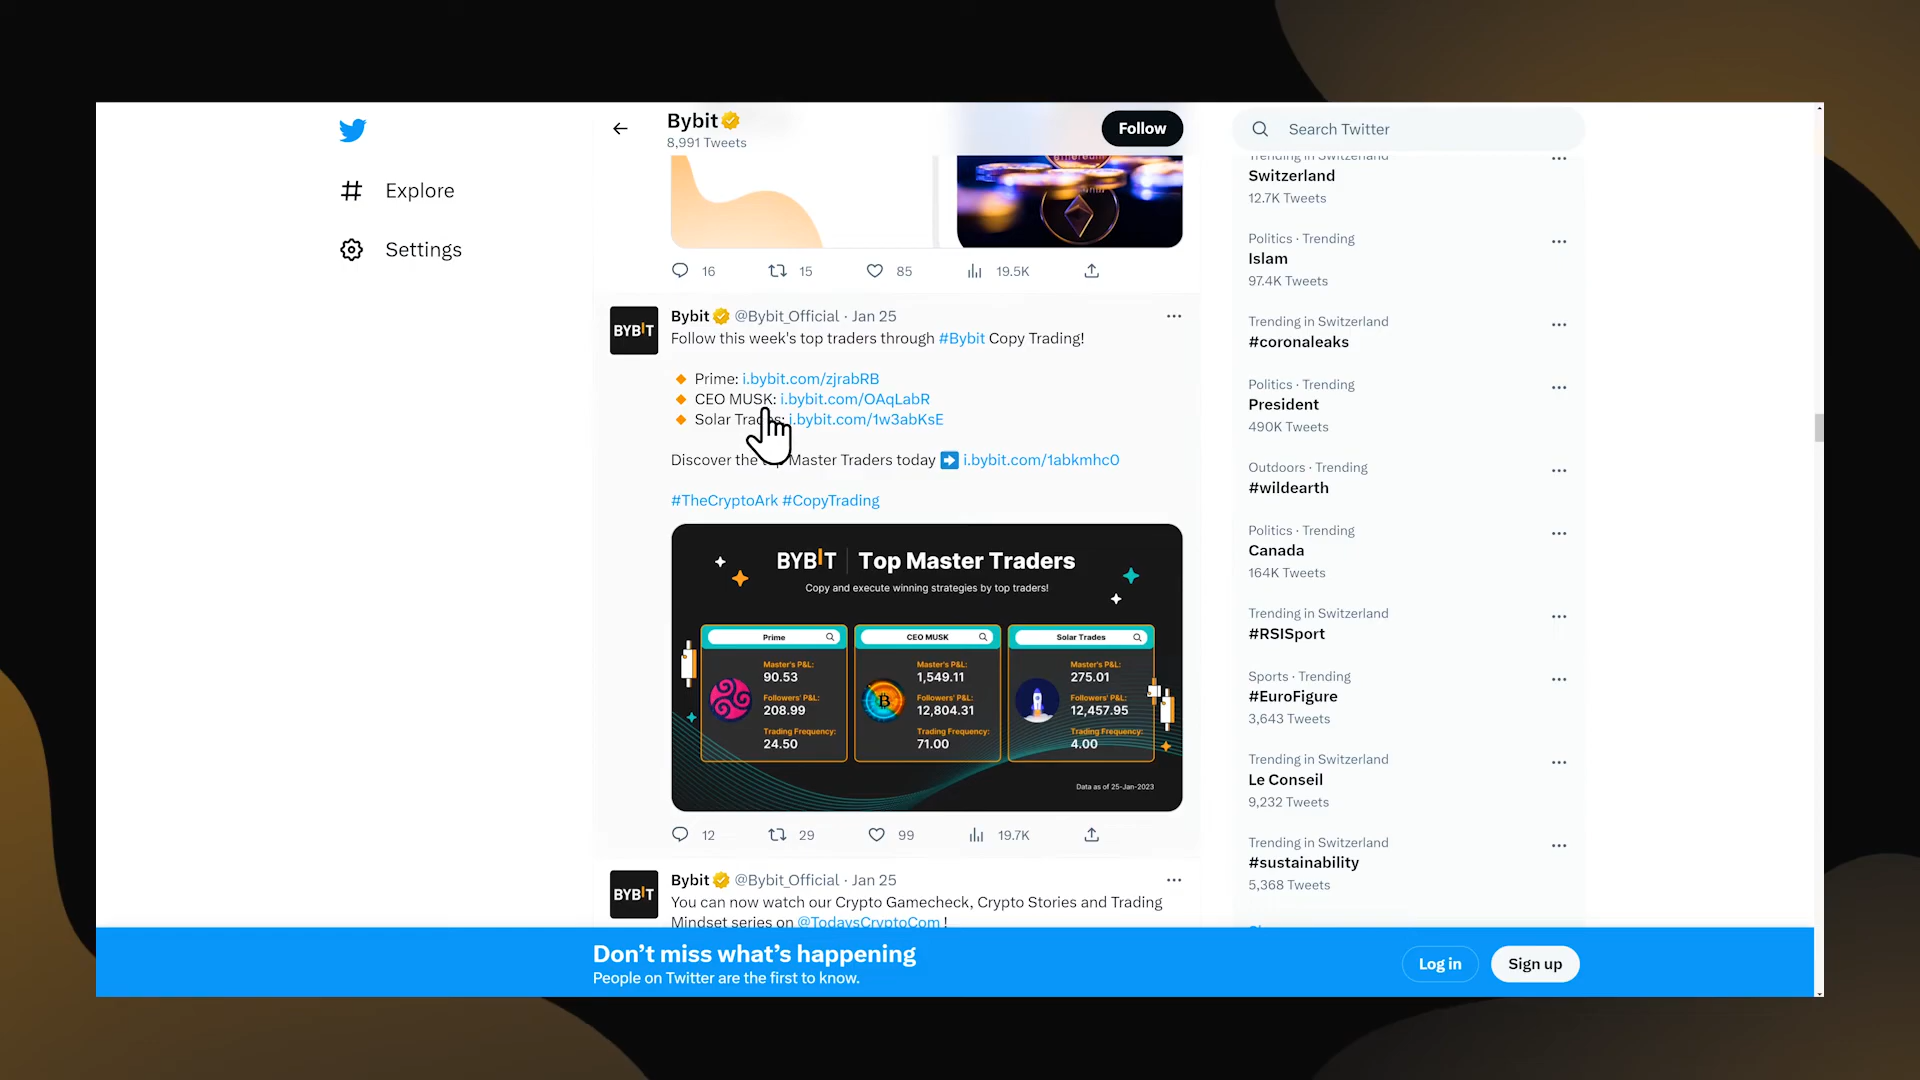 Explore
Settings
Bybit
8,991 Tweets
Follow
16
15
85
19.5K
BYBIT
Bybit @Bybit_Official · Jan 25
Follow this week's top traders through #Bybit Copy Trading!
Prime: i.bybit.com/zjrabRB
CEO MUSK: i.bybit.com/OAqLabR
Solar Trades: i.bybit.com/1w3abKsE
Discover the top Master Traders today i.bybit.com/1abkmhc0
#TheCryptoArk #CopyTrading
BYBIT Top Master Traders
Copy and execute winning strategies by top traders!
Prime
Master's P&L:
90.53
Followers' P&L:
208.99
Trading Frequency:
24.50
CEO MUSK
Master's P&L:
1,549.11
Followers' P&L:
12,804.31
Trading Frequency:
71.00
Solar Trades
Master's P&L:
275.01
Followers' P&L:
12,457.95
Trading Frequency:
4.00
Data as of 25-Jan-2023
12
29
99
19.7K
BYBIT
Bybit @Bybit_Official · Jan 25
You can now watch our Crypto Gamecheck, Crypto Stories and Trading
Mindset series on @TodaysCryptoCom !
Search Twitter
Trending in Switzerland
Switzerland
12.7K Tweets
Politics · Trending
Islam
97.4K Tweets
Trending in Switzerland
#coronaleaks
Politics · Trending
President
490K Tweets
Outdoors · Trending
#wildearth
Politics · Trending
Canada
164K Tweets
Trending in Switzerland
#RSISport
Sports · Trending
#EuroFigure
3,643 Tweets
Trending in Switzerland
Le Conseil
9,232 Tweets
Trending in Switzerland
#sustainability
5,368 Tweets
Don't miss what's happening
People on Twitter are the first to know.
Log in
Sign up